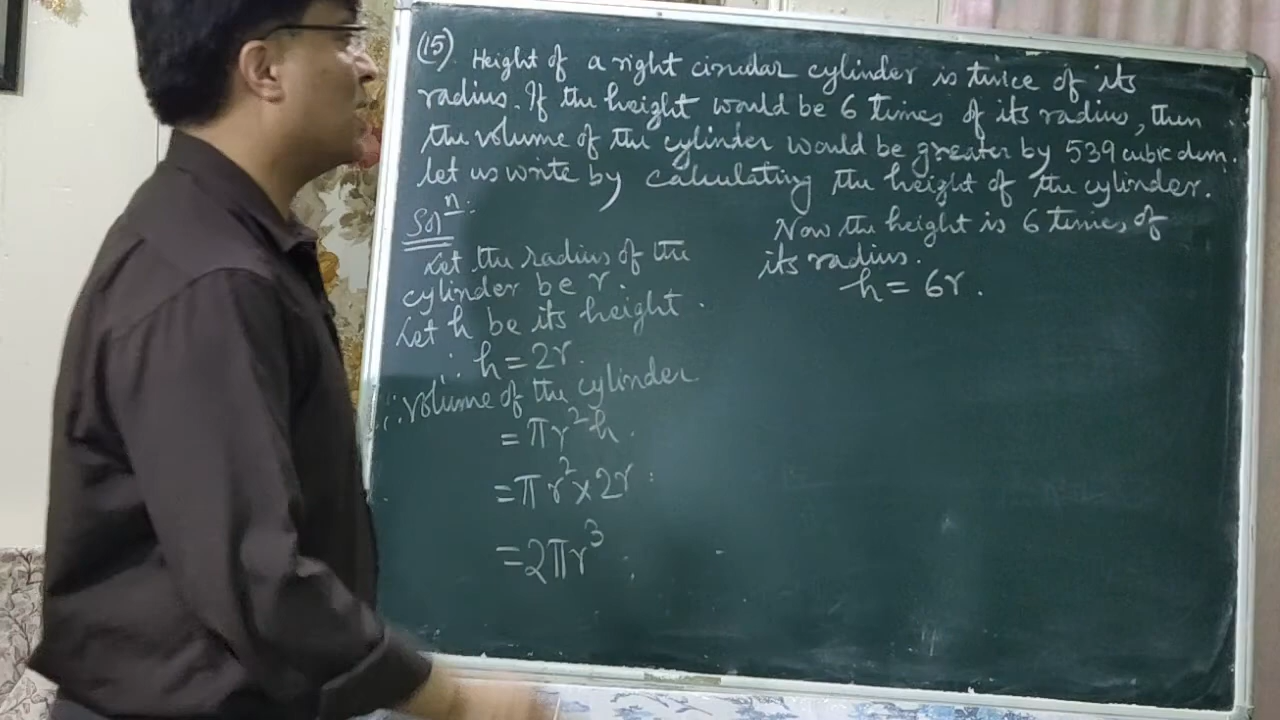 (15) Height of a right circular cylinder is twice of its
radius. If the height would be 6 times of its radius, then
the volume of the cylinder would be greater by 539 cubic dcm.
let us write by calculating the height of the cylinder.
Solⁿ:
Let the radius of the
cylinder be r.
Let h be its height.
∴ h = 2r.
∴ volume of the cylinder.
= πr²h.
= πr² × 2r.
= 2πr³.
Now the height is 6 times of
its radius.
h = 6r.